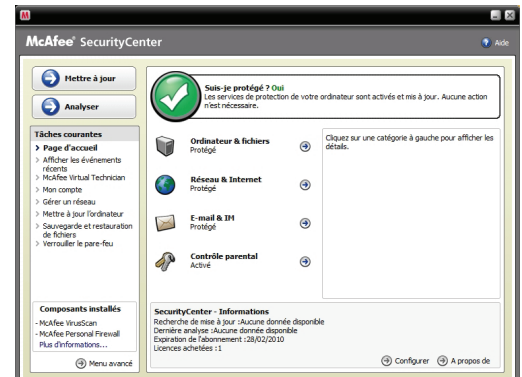 M
McAfee® SecurityCenter
Aide
Mettre à jour
Analyser
Suis-je protégé ? Oui
Les services de protection de votre ordinateur sont activés et mis à jour. Aucune action
n'est nécessaire.
Tâches courantes
Page d'accueil
Afficher les événements
récents
McAfee Virtual Technician
Mon compte
Gérer un réseau
Mettre à jour l'ordinateur
Sauvegarde et restauration
de fichiers
Verrouiller le pare-feu
Ordinateur & fichiers
Protégé
Réseau & Internet
Protégé
E-mail & IM
Protégé
Contrôle parental
Activé
Cliquez sur une catégorie à gauche pour afficher les
détails.
Composants installés
- McAfee VirusScan
- McAfee Personal Firewall
Plus d'informations...
Menu avancé
SecurityCenter - Informations
Recherche de mise à jour :Aucune donnée disponible
Dernière analyse :Aucune donnée disponible
Expiration de l'abonnement :28/02/2010
Licences achetées :1
Configurer
A propos de